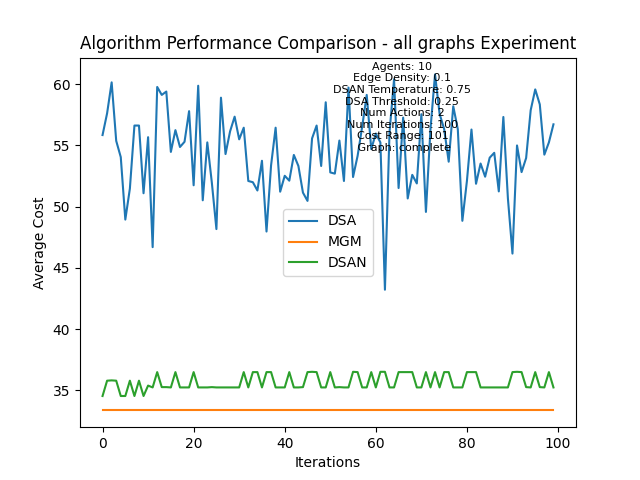 Algorithm Performance Comparison - all graphs Experiment
Agents: 10
Edge Density: 0.1
DSAN Temperature: 0.75
DSA Threshold: 0.25
Num Actions: 2
Num Iterations: 100
Cost Range: 101
Graph: complete
60
55
50
45
40
35
Average Cost
DSA
MGM
DSAN
0
20
40
60
80
100
Iterations